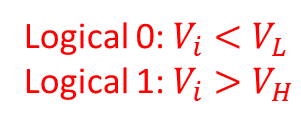 Logical 0: V_i < V_L
Logical 1: V_i > V_H